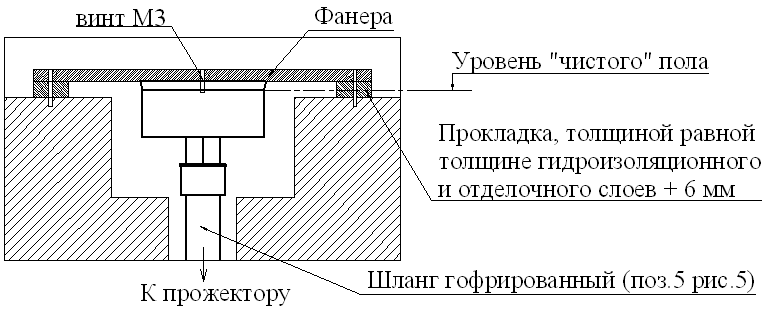 винт М3
Фанера
Уровень "чистого" пола
Прокладка, толщиной равной
толщине гидроизоляционного
и отделочного слоев + 6 мм
Шланг гофрированный (поз.5 рис.5)
К прожектору